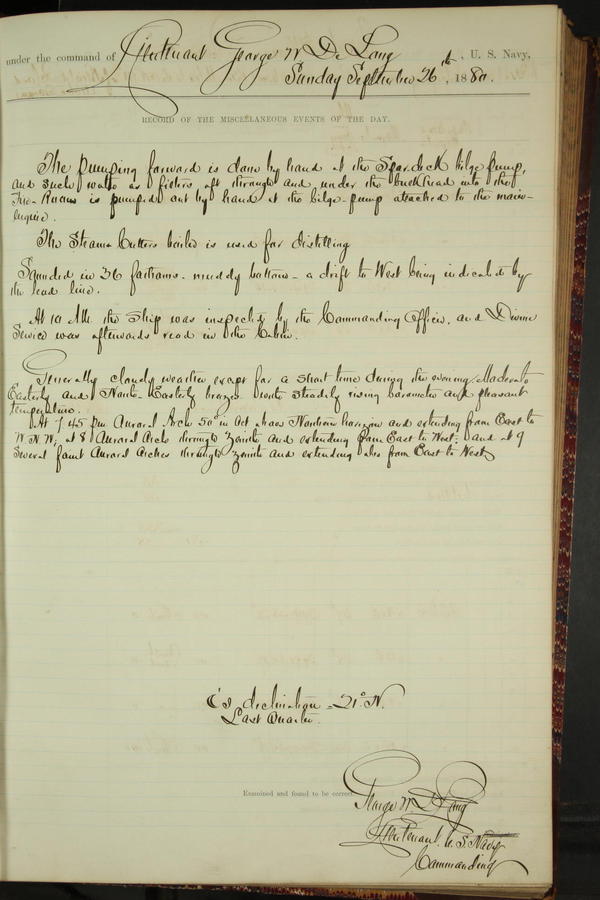 under the command of Lieutenant George W De Long, U. S. Navy,
Sunday September 26th, 1880.
RECORD OF THE MISCELLANEOUS EVENTS OF THE DAY.
The pumping forward is done by hand at the Spar deck bilge pump,
and such water as filters aft through and under the bulkhead into the
Fire-Room is pumped out by hand at the bilge-pump attached to the main-
engine.
The Steam Cutters boiler is used for distilling
Sounded in 36 fathoms - muddy bottom - a drift to West being indicated by
the lead line.
At 10 AM the Ship was inspected by the Commanding Officer, and Divine
Service was afterwards read in the Cabin.
Generally cloudy weather except for a short time during the evening. Moderate
Easterly and North Easterly breezes with steadily rising barometer and pleasant
temperature.
At 7.45 pm Auroral Arch 50° in alt above Northern horizon and extending from East to
W.N.W; at 8 Auroral Arch through Zenith and extending from East to West; and at 9
Several faint Auroral Arches through zenith and extending also from East to West
☾s declination = 21° N.
Last Quarter.
Examined and found to be correct.
George W De Long
Lieutenant U.S. Navy
Commanding